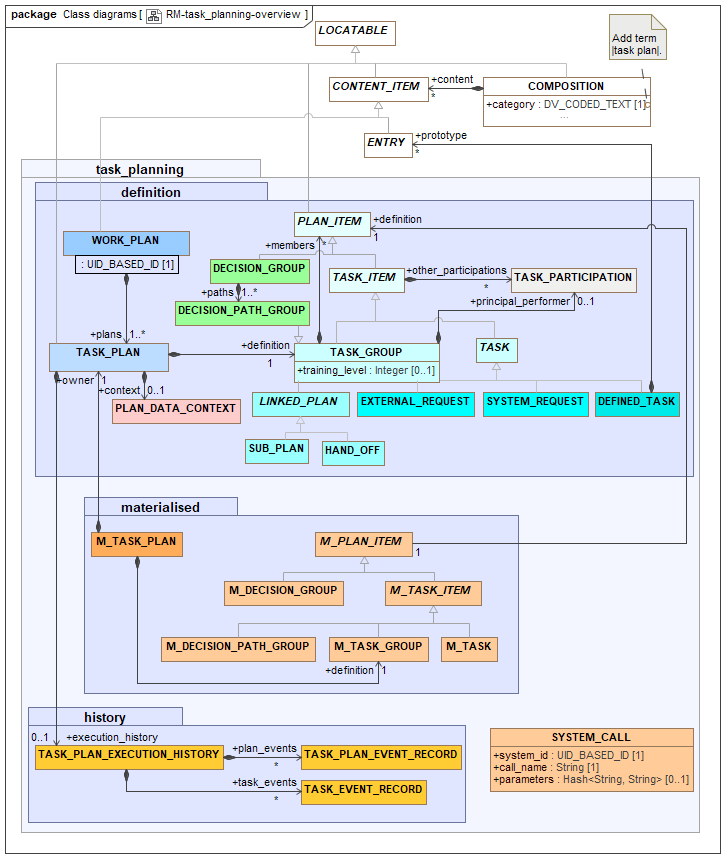 package Class diagrams [ RM-task_planning-overview ]
LOCATABLE
Add term
|task plan|.
CONTENT_ITEM
+content
*
COMPOSITION
+category : DV_CODED_TEXT [1]
...
ENTRY
+prototype
*
task_planning
definition
PLAN_ITEM
+definition
1
WORK_PLAN
: UID_BASED_ID [1]
+members
*
DECISION_GROUP
TASK_ITEM
+other_participations
*
TASK_PARTICIPATION
+paths
1..*
DECISION_PATH_GROUP
+principal_performer
0..1
+plans
1..*
TASK_PLAN
+definition
1
TASK_GROUP
+training_level : Integer [0..1]
TASK
+owner
1
+context
0..1
PLAN_DATA_CONTEXT
LINKED_PLAN
EXTERNAL_REQUEST
SYSTEM_REQUEST
DEFINED_TASK
SUB_PLAN
HAND_OFF
materialised
M_TASK_PLAN
M_PLAN_ITEM
1
M_DECISION_GROUP
M_TASK_ITEM
M_DECISION_PATH_GROUP
M_TASK_GROUP
M_TASK
+definition
1
history
0..1
+execution_history
TASK_PLAN_EXECUTION_HISTORY
+plan_events
*
TASK_PLAN_EVENT_RECORD
+task_events
*
TASK_EVENT_RECORD
SYSTEM_CALL
+system_id : UID_BASED_ID [1]
+call_name : String [1]
+parameters : Hash<String, String> [0..1]